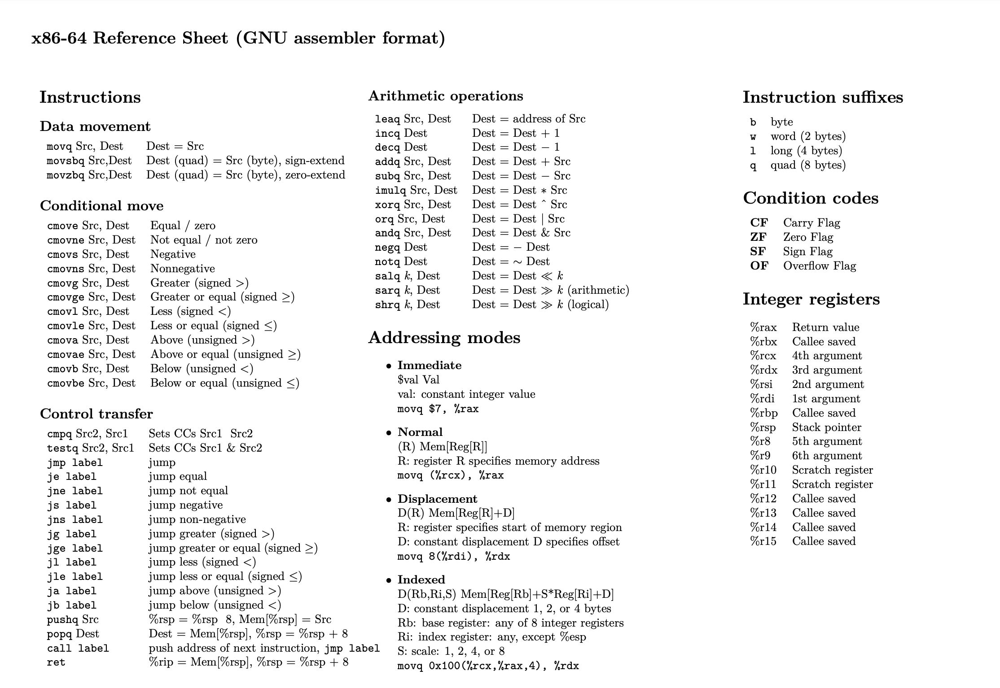 x86-64 Reference Sheet (GNU assembler format)
Instructions
Data movement
movq Src, Dest Dest = Src
movsbq Src,Dest Dest (quad) = Src (byte), sign-extend
movzbq Src,Dest Dest (quad) = Src (byte), zero-extend
Conditional move
cmove Src, Dest Equal / zero
cmovne Src, Dest Not equal / not zero
cmovs Src, Dest Negative
cmovns Src, Dest Nonnegative
cmovg Src, Dest Greater (signed >)
cmovge Src, Dest Greater or equal (signed ≥)
cmovl Src, Dest Less (signed <)
cmovle Src, Dest Less or equal (signed ≤)
cmova Src, Dest Above (unsigned >)
cmovae Src, Dest Above or equal (unsigned ≥)
cmovb Src, Dest Below (unsigned <)
cmovbe Src, Dest Below or equal (unsigned ≤)
Control transfer
cmpq Src2, Src1 Sets CCs Src1 Src2
testq Src2, Src1 Sets CCs Src1 & Src2
jmp label jump
je label jump equal
jne label jump not equal
js label jump negative
jns label jump non-negative
jg label jump greater (signed >)
jge label jump greater or equal (signed ≥)
jl label jump less (signed <)
jle label jump less or equal (signed ≤)
ja label jump above (unsigned >)
jb label jump below (unsigned <)
pushq Src %rsp = %rsp 8, Mem[%rsp] = Src
popq Dest Dest = Mem[%rsp], %rsp = %rsp + 8
call label push address of next instruction, jmp label
ret %rip = Mem[%rsp], %rsp = %rsp + 8
Arithmetic operations
leaq Src, Dest Dest = address of Src
incq Dest Dest = Dest + 1
decq Dest Dest = Dest − 1
addq Src, Dest Dest = Dest + Src
subq Src, Dest Dest = Dest − Src
imulq Src, Dest Dest = Dest ∗ Src
xorq Src, Dest Dest = Dest ^ Src
orq Src, Dest Dest = Dest | Src
andq Src, Dest Dest = Dest & Src
negq Dest Dest = − Dest
notq Dest Dest = ∼ Dest
salq k, Dest Dest = Dest ≪ k
sarq k, Dest Dest = Dest ≫ k (arithmetic)
shrq k, Dest Dest = Dest ≫ k (logical)
Addressing modes
• Immediate
$val Val
val: constant integer value
movq $7, %rax
• Normal
(R) Mem[Reg[R]]
R: register R specifies memory address
movq (%rcx), %rax
• Displacement
D(R) Mem[Reg[R]+D]
R: register specifies start of memory region
D: constant displacement D specifies offset
movq 8(%rdi), %rdx
• Indexed
D(Rb,Ri,S) Mem[Reg[Rb]+S*Reg[Ri]+D]
D: constant displacement 1, 2, or 4 bytes
Rb: base register: any of 8 integer registers
Ri: index register: any, except %esp
S: scale: 1, 2, 4, or 8
movq 0x100(%rcx,%rax,4), %rdx
Instruction suffixes
b byte
w word (2 bytes)
l long (4 bytes)
q quad (8 bytes)
Condition codes
CF Carry Flag
ZF Zero Flag
SF Sign Flag
OF Overflow Flag
Integer registers
%rax Return value
%rbx Callee saved
%rcx 4th argument
%rdx 3rd argument
%rsi 2nd argument
%rdi 1st argument
%rbp Callee saved
%rsp Stack pointer
%r8 5th argument
%r9 6th argument
%r10 Scratch register
%r11 Scratch register
%r12 Callee saved
%r13 Callee saved
%r14 Callee saved
%r15 Callee saved